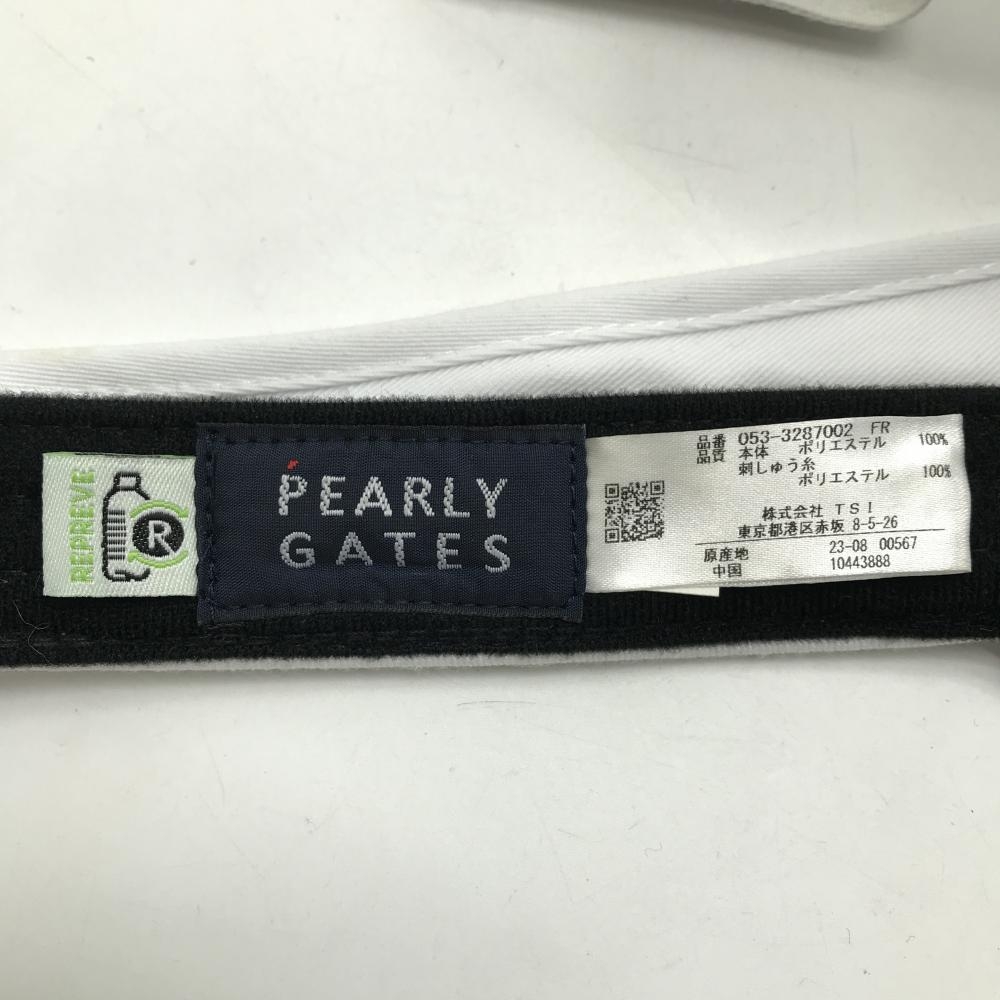 REPREVE
R
PEARLY
GATES
品番 053-3287002 FR
品質 本体 ポリエステル 100%
刺しゅう糸
ポリエステル 100%
株式会社 TSI
東京都港区赤坂 8-5-26
原産地 23-08 00567
中国 10443888